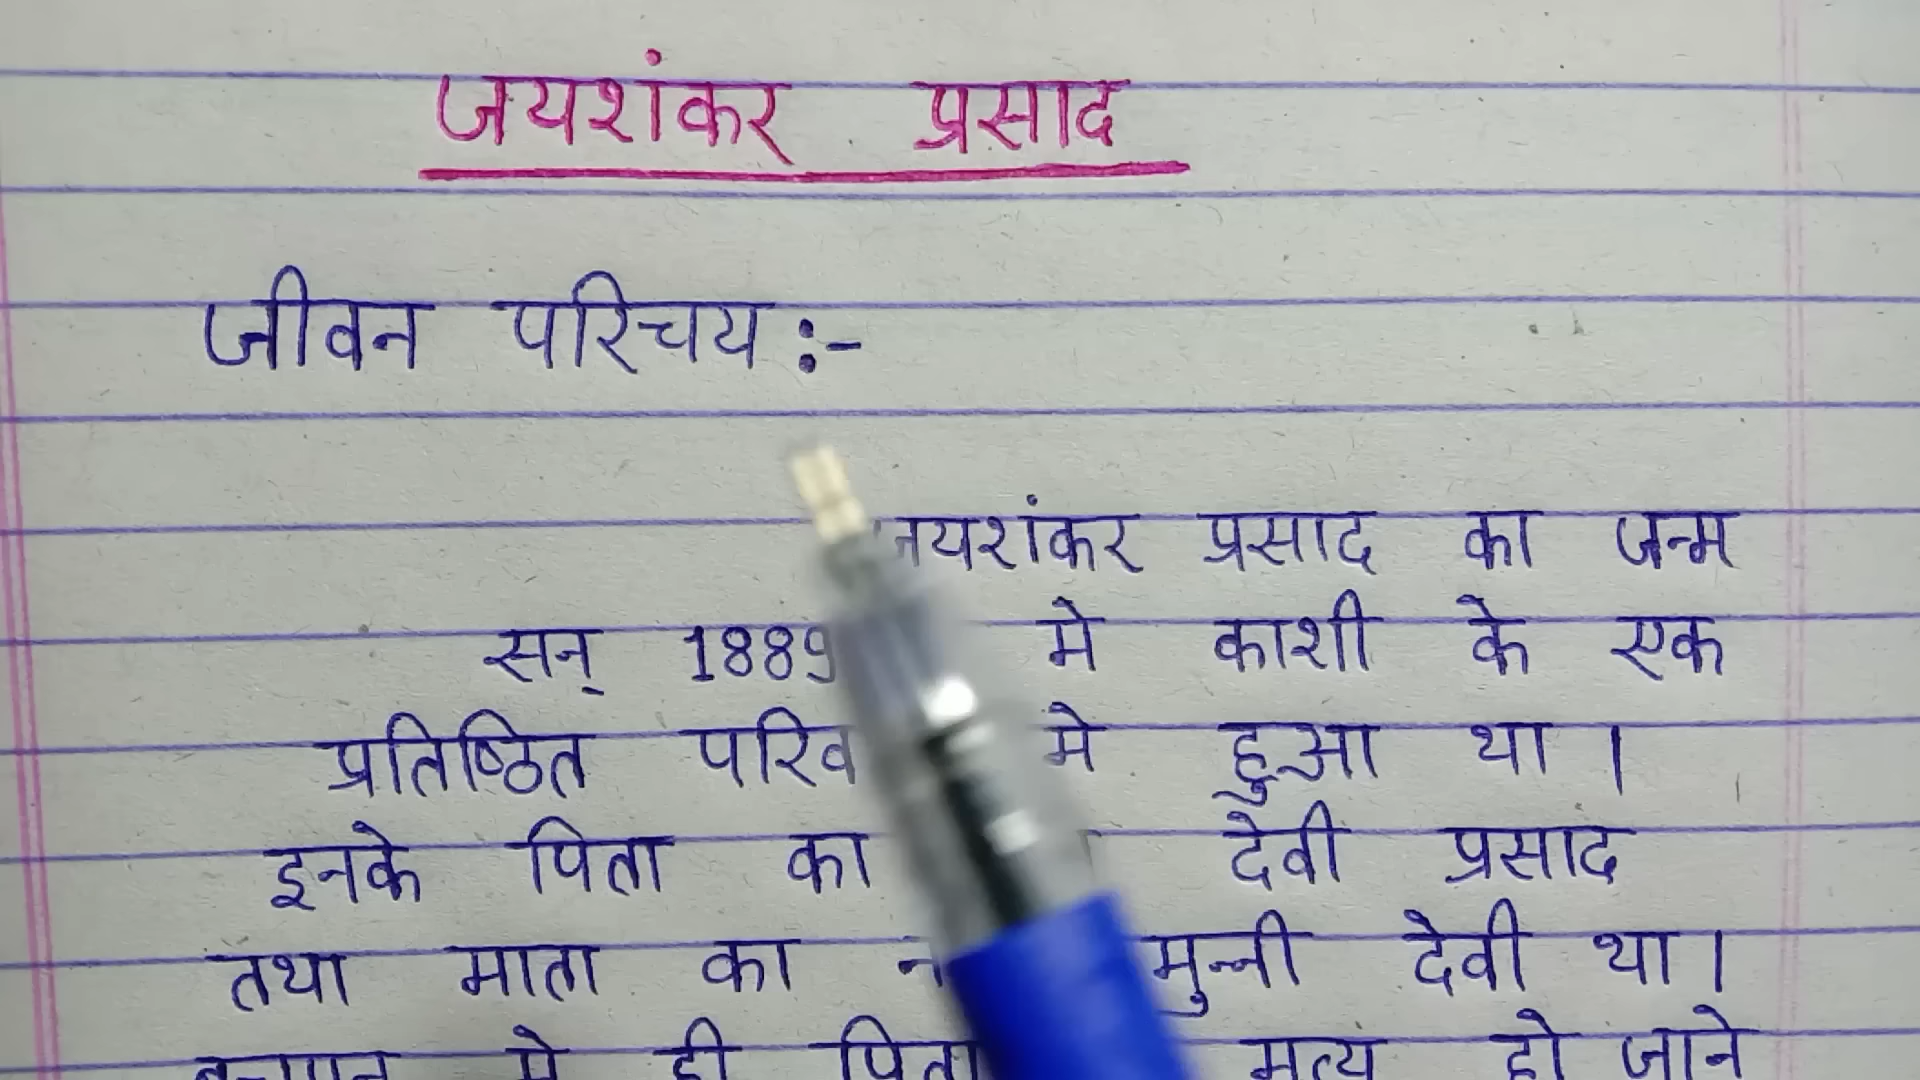 जयशंकर प्रसाद
जीवन परिचय :-
जयशंकर प्रसाद का जन्म
सन् 1889 मे काशी के एक
प्रतिष्ठित मे हुआ था ।
इनके पिता का देवी प्रसाद
तथा माता का मुन्नी देवी था ।
मे ही पिता हो जाने